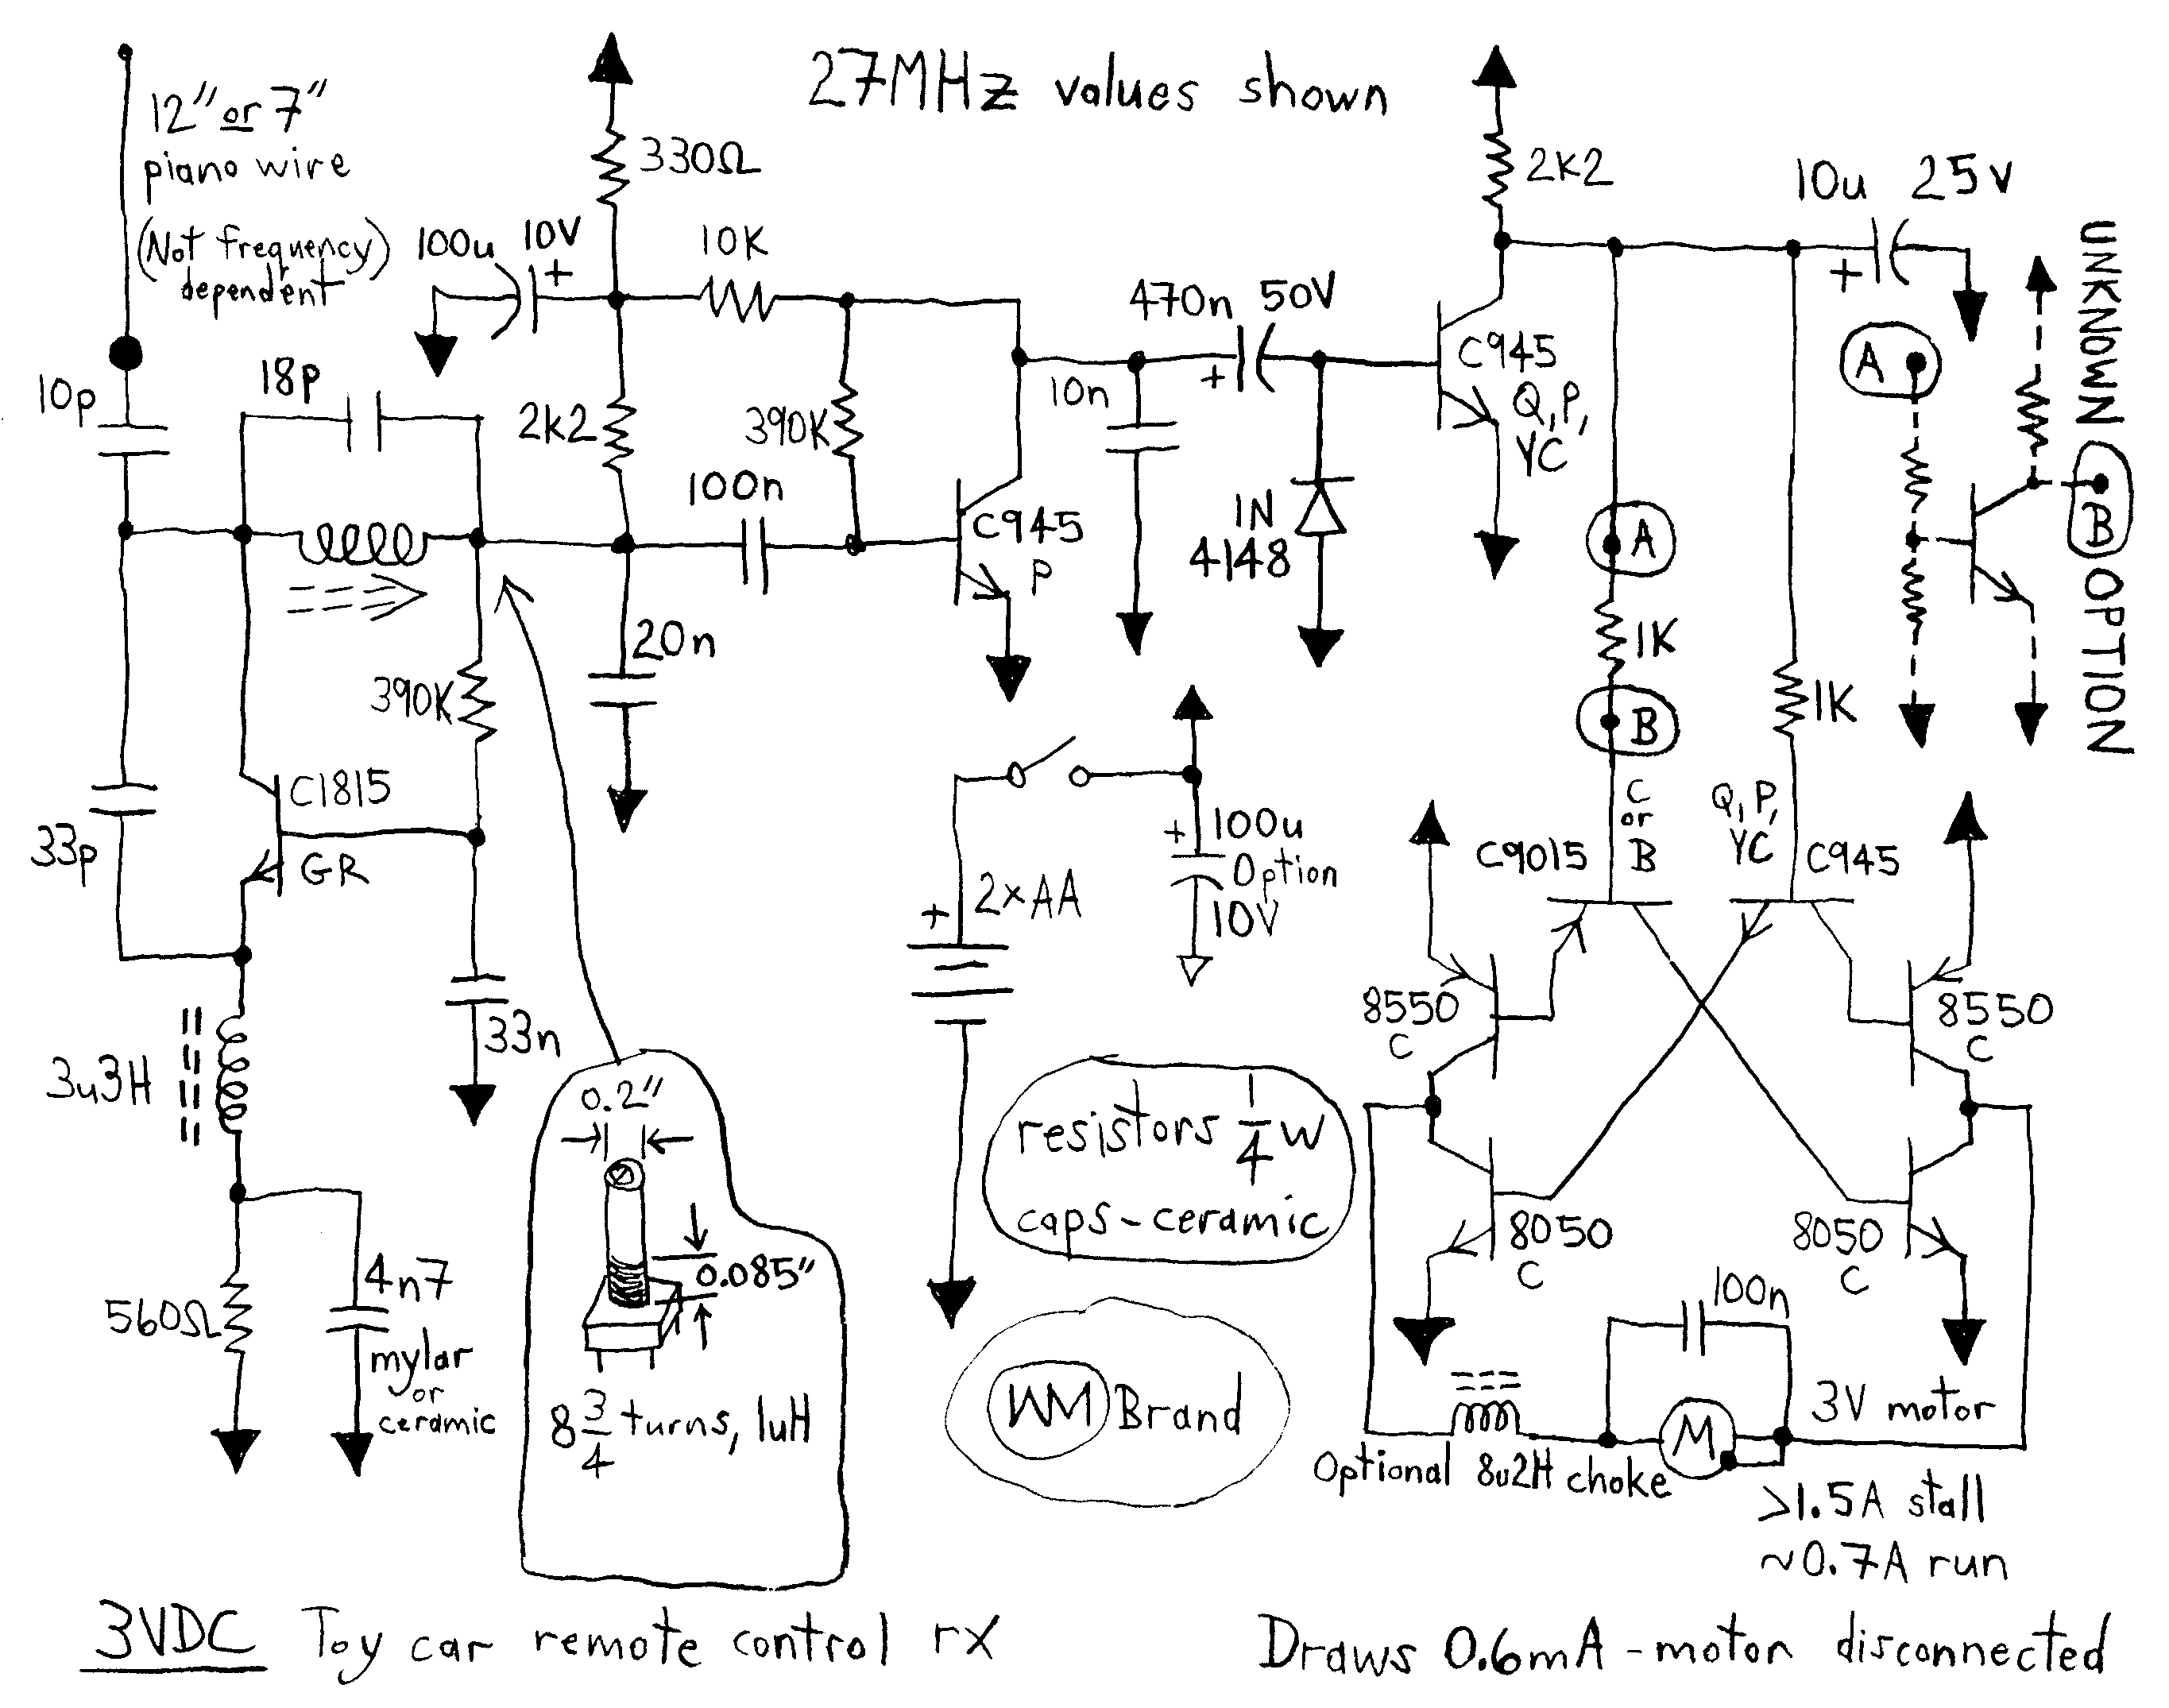 27MHz values shown
12" or 7"
piano wire
(Not frequency)
dependent
330Ω
2k2
10u 25V
100u 10V
+
10K
470n 50V
+
+
UNKNOWN OPTION
A
B
10p
18p
2k2
390K
10n
C945
Q, P,
YC
100n
C945
P
1N
4148
A
20n
1K
390K
B
1K
C1815
GR
33p
+ 100u
Option
10V
C
or
B
Q, P,
YC
C9015
C945
+ 2xAA
8550
C
8550
C
33n
3u3H
0.2"
resistors 1/4 W
caps - ceramic
8050
C
8050
C
0.085"
4n7
mylar
or
ceramic
560Ω
8 3/4 turns, 1uH
WM Brand
100n
M
3V motor
Optional 8u2H choke
>1.5A stall
~0.7A run
3VDC Toy car remote control rx
Draws 0.6mA - motor disconnected